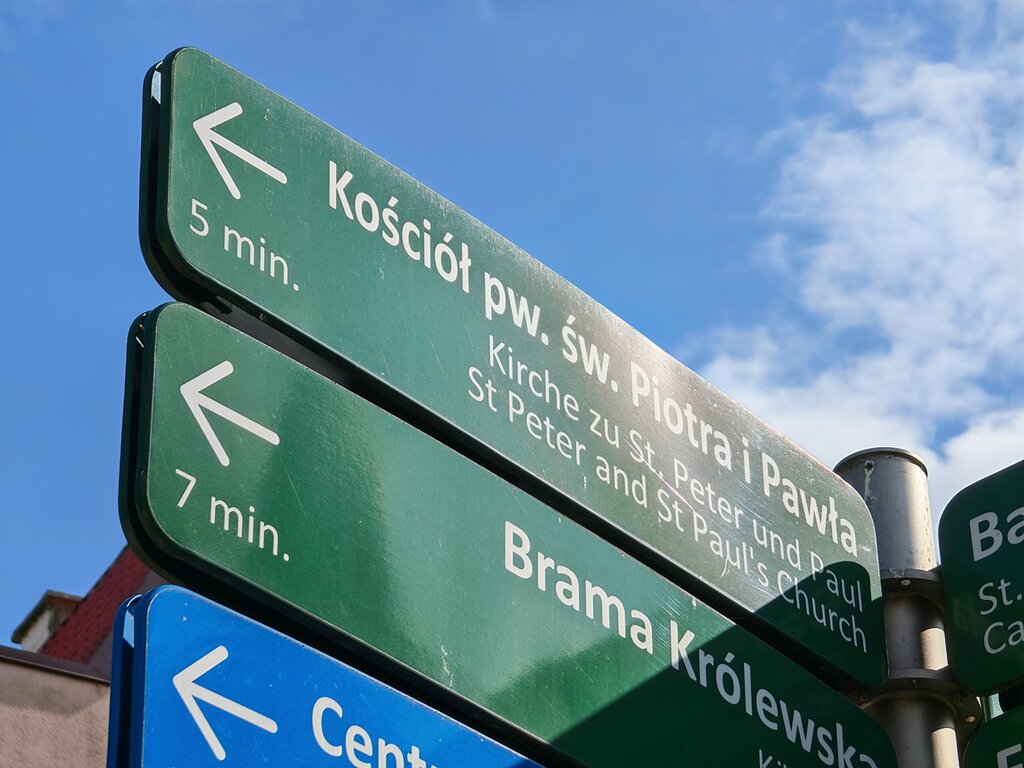 5 min.
Kościół pw. św. Piotra i Pawła
Kirche zu St. Peter und Paul
St Peter and St Paul's Church
7 min.
Brama Królewska
St.